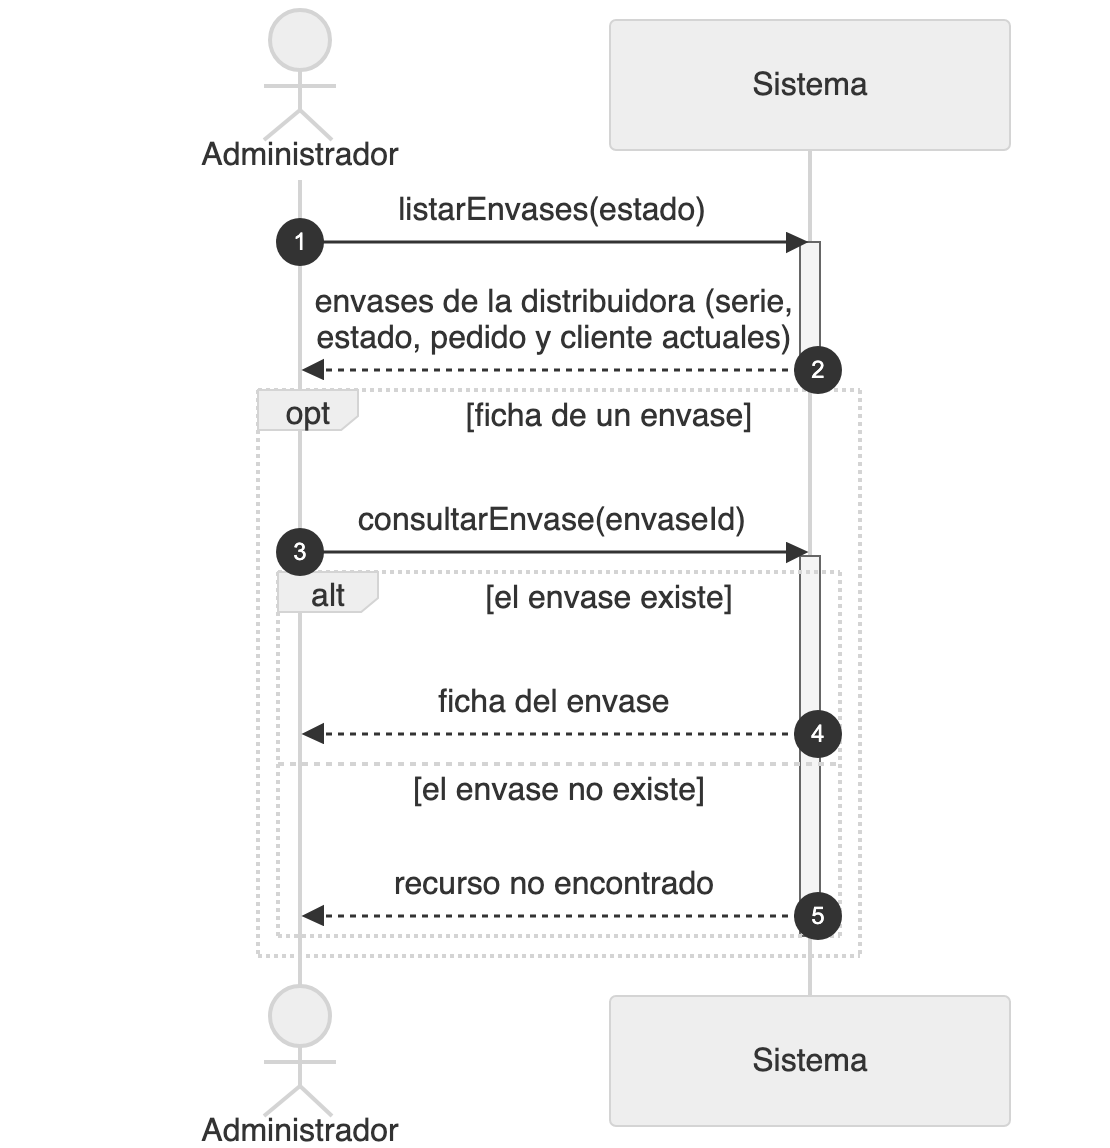 Administrador
Sistema
listarEnvases(estado)
1
envases de la distribuidora (serie,
estado, pedido y cliente actuales)
2
opt
[ficha de un envase]
consultarEnvase(envaseId)
3
alt
[el envase existe]
ficha del envase
4
[el envase no existe]
recurso no encontrado
5
Administrador
Sistema